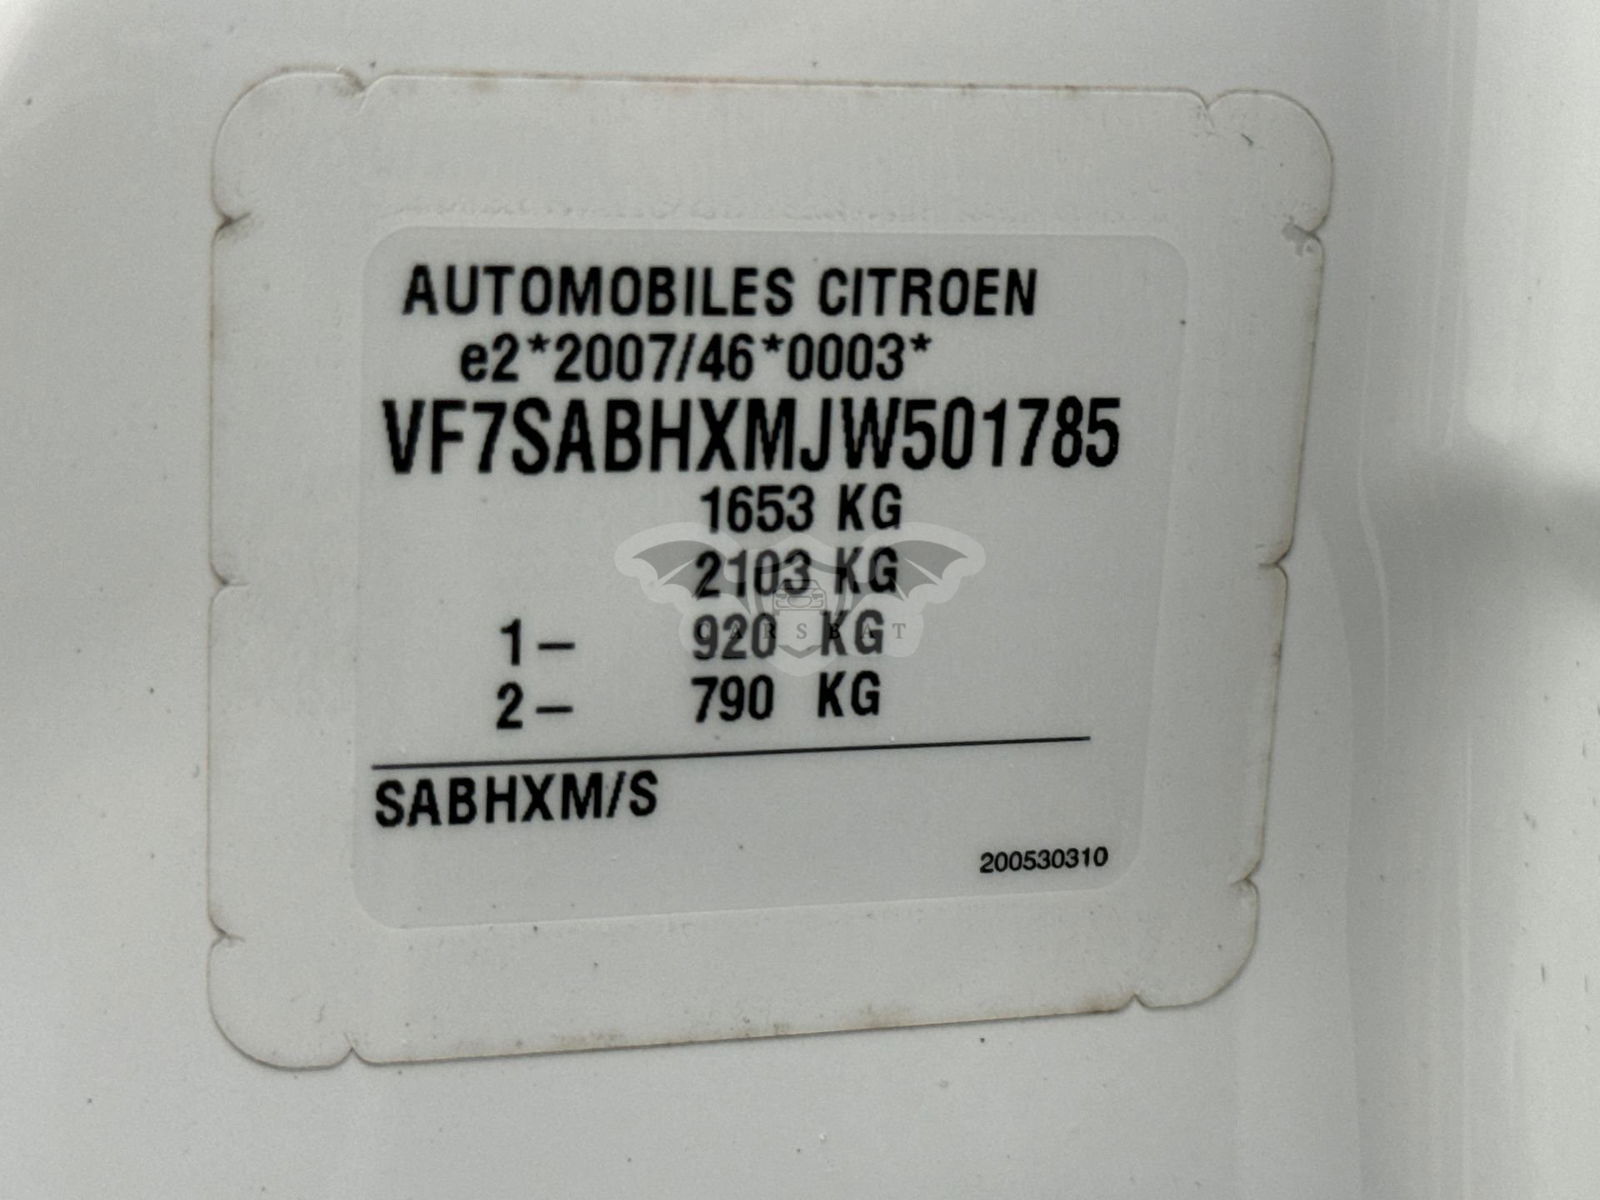 AUTOMOBILES CITROEN
e2*2007/46*0003*
VF7SABHXMJW501785
1653 KG
2103 KG
1– 920 KG
2– 790 KG
SABHXM/S
200530310
CARSBAT